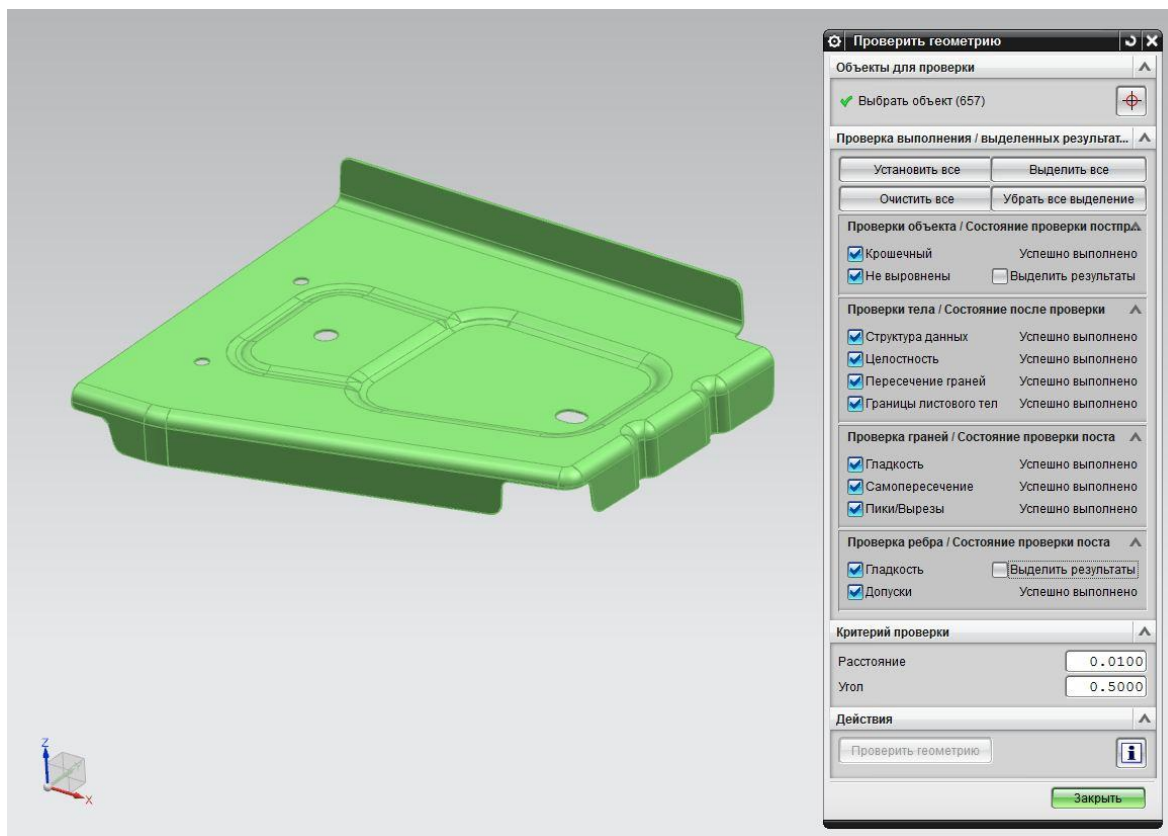 Проверить геометрию
Объекты для проверки
Выбрать объект (657)
Проверка выполнения / выделенных результат...
Установить все Выделить все
Очистить все Убрать все выделение
Проверки объекта / Состояние проверки постпр
Крошечный Успешно выполнено
Не выровнены Выделить результаты
Проверки тела / Состояние после проверки
Структура данных Успешно выполнено
Целостность Успешно выполнено
Пересечение граней Успешно выполнено
Границы листового тел Успешно выполнено
Проверка граней / Состояние проверки поста
Гладкость Успешно выполнено
Самопересечение Успешно выполнено
Пики/Вырезы Успешно выполнено
Проверка ребра / Состояние проверки поста
Гладкость Выделить результаты
Допуски Успешно выполнено
Критерий проверки
Расстояние 0.0100
Угол 0.5000
Действия
Проверить геометрию
Закрыть
Z
X